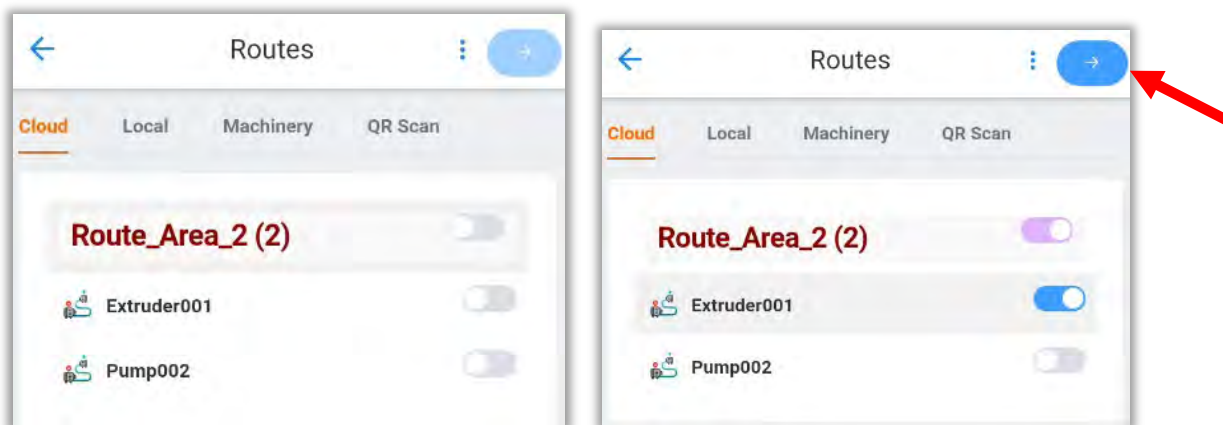 Routes
Cloud Local Machinery QR Scan
Route_Area_2 (2)
Extruder001
Pump002
Routes
Cloud Local Machinery QR Scan
Route_Area_2 (2)
Extruder001
Pump002